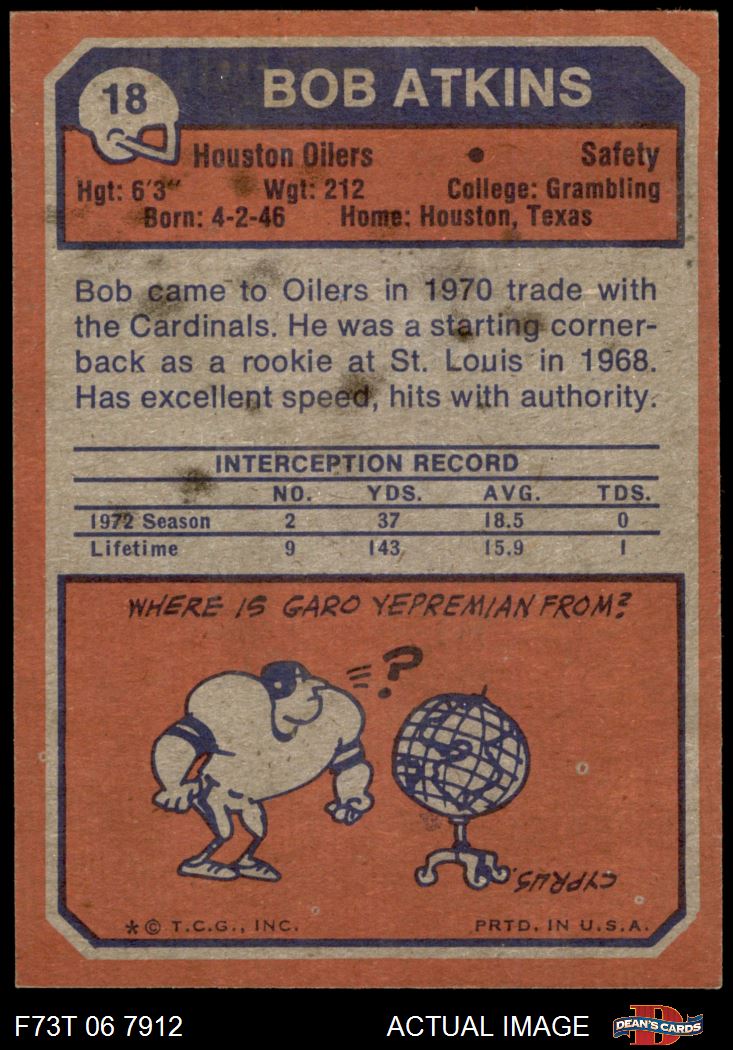 18
BOB ATKINS
Houston Oilers • Safety
Hgt: 6'3" Wgt: 212 College: Grambling
Born: 4-2-46 Home: Houston, Texas
Bob came to Oilers in 1970 trade with
the Cardinals. He was a starting corner-
back as a rookie at St. Louis in 1968.
Has excellent speed, hits with authority.
INTERCEPTION RECORD
NO. YDS. AVG. TDS.
1972 Season 2 37 18.5 0
Lifetime 9 143 15.9 1
WHERE IS GARO YEPREMIAN FROM?
?
CYPRUS.
* © T.C.G., INC. PRTD. IN U.S.A.
F73T 06 7912 ACTUAL IMAGE D DEAN'S CARDS